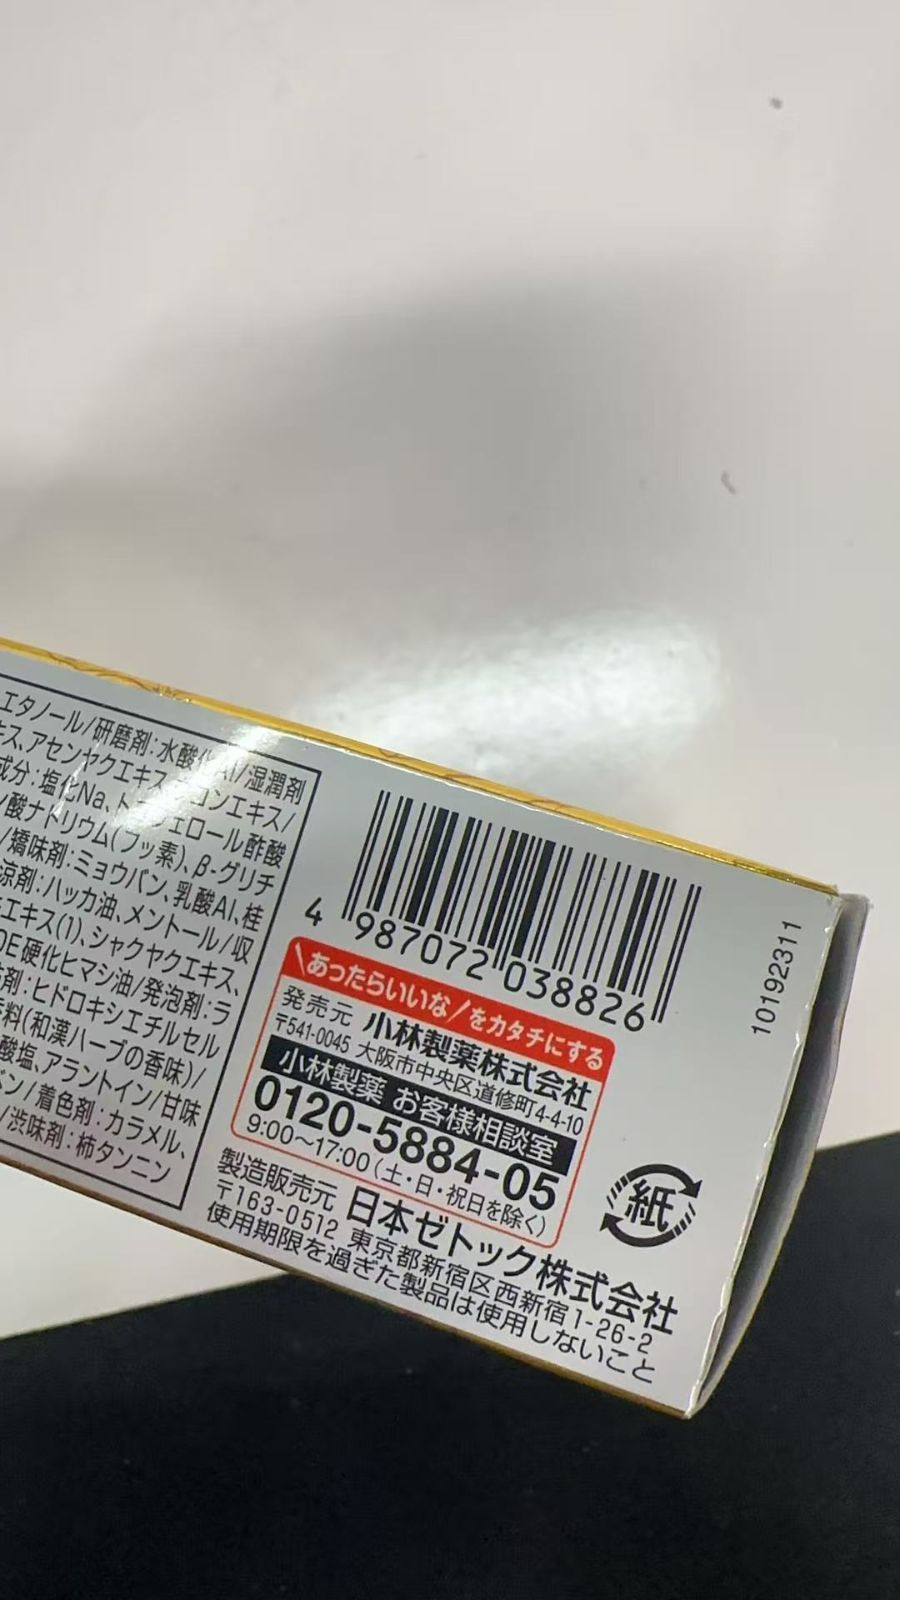 エタノール/研磨剤:水酸化Al/湿潤剤
キス、アセンヤクエキス、
成分:塩化Na、
酸ナトリウム(フッ素)、β-グリチ
/矯味剤:ミョウバン、乳酸Al、桂
涼剤:ハッカ油、メントール/収
エキス(1)、シャクヤクエキス、
OE硬化ヒマシ油/発泡剤:ラ
剤:ヒドロキシエチルセル
料(和漢ハーブの香味)/
酸塩、アラントイン/甘味
ン/着色剤:カラメル、
/渋味剤:柿タンニン
4 987072 038826
\あったらいいな/をカタチにする
発売元 小林製薬株式会社
〒541-0045 大阪市中央区道修町4-4-10
小林製薬 お客様相談室
0120-5884-05
9:00~17:00(土・日・祝日を除く)
製造販売元 日本ゼトック株式会社
〒163-0512 東京都新宿区西新宿1-26-2
使用期限を過ぎた製品は使用しないこと
紙
10192311